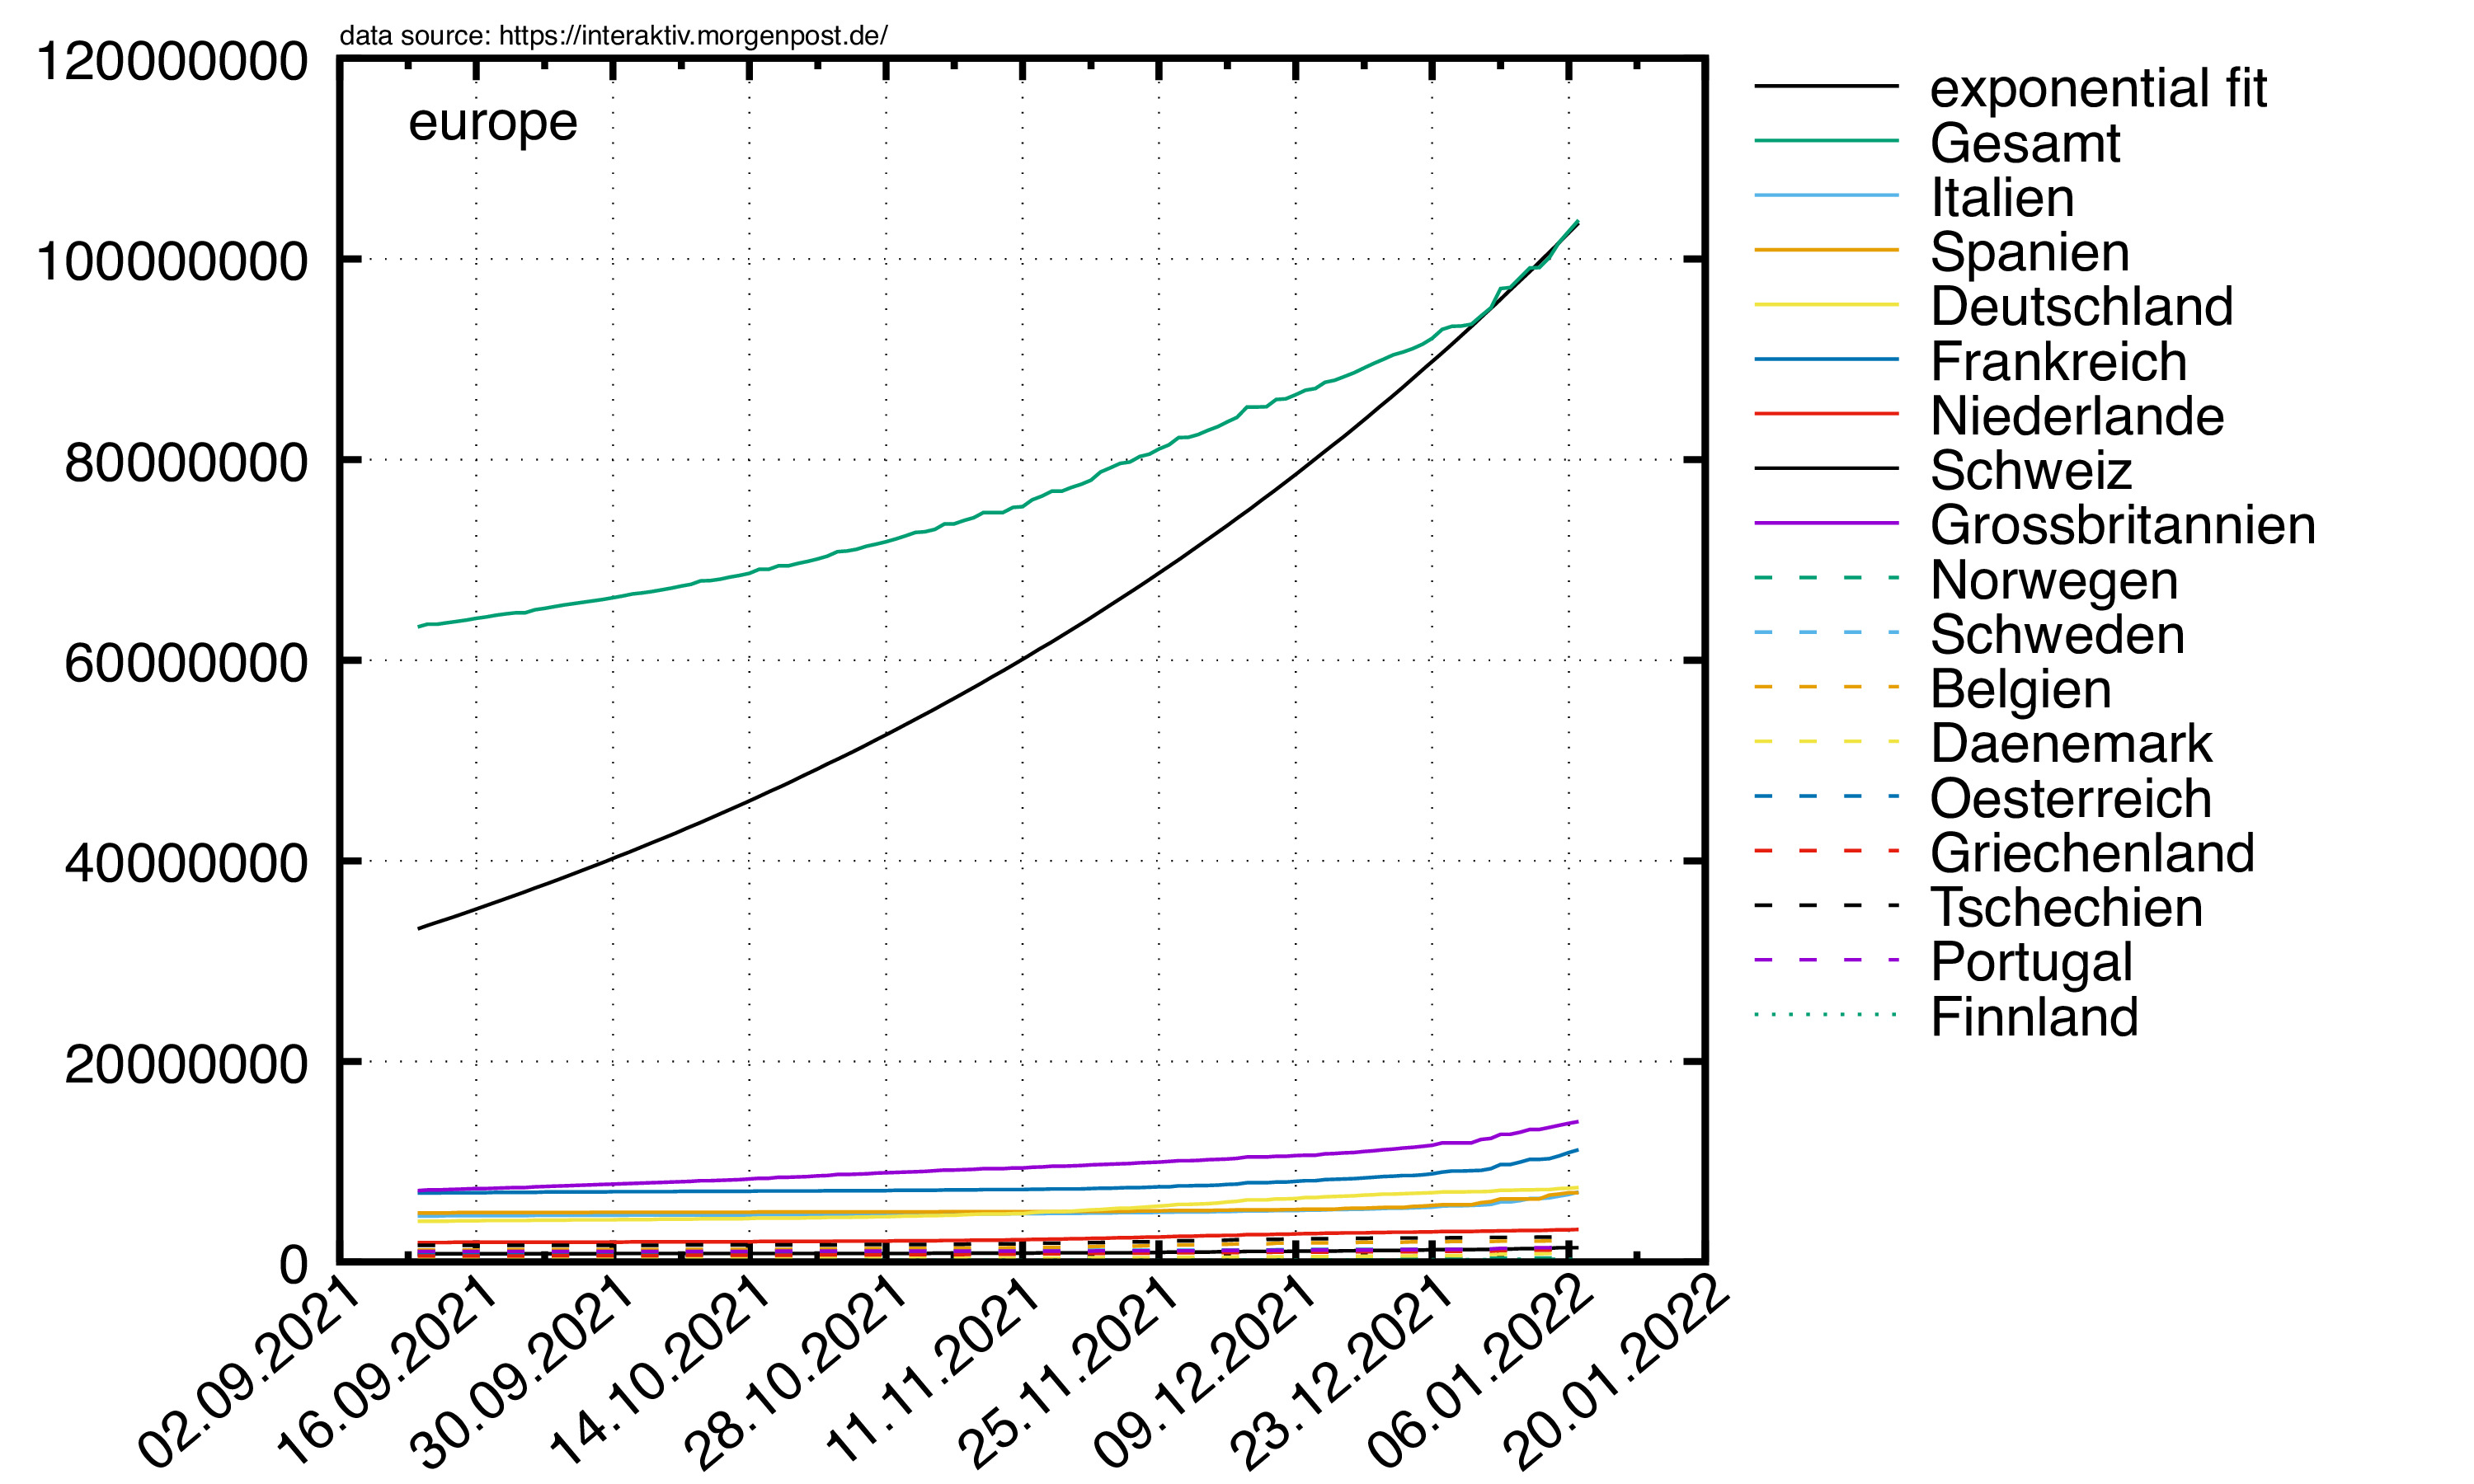 data source: https://interaktiv.morgenpost.de/
europe
120000000
100000000
80000000
60000000
40000000
20000000
0
02.09.2021
16.09.2021
30.09.2021
14.10.2021
28.10.2021
11.11.2021
25.11.2021
09.12.2021
23.12.2021
06.01.2022
20.01.2022
exponential fit
Gesamt
Italien
Spanien
Deutschland
Frankreich
Niederlande
Schweiz
Grossbritannien
Norwegen
Schweden
Belgien
Daenemark
Oesterreich
Griechenland
Tschechien
Portugal
Finnland